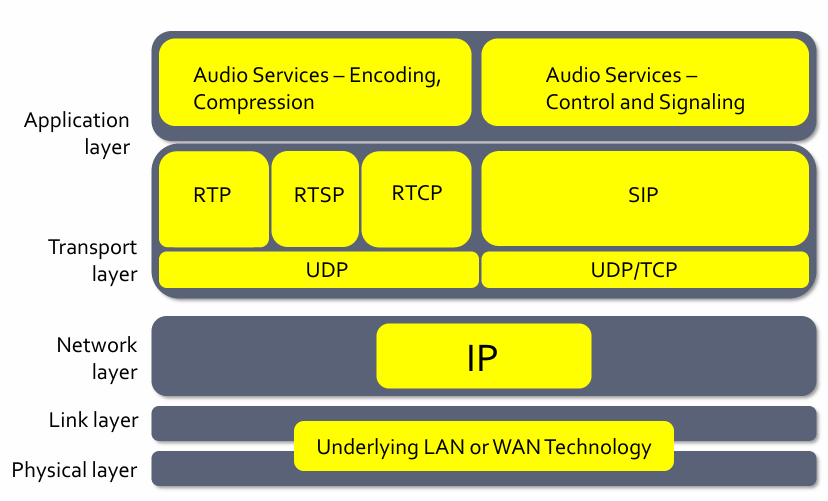 Audio Services – Encoding,
Compression
Audio Services –
Control and Signaling
Application
layer
RTP
RTSP
RTCP
SIP
Transport
layer
UDP
UDP/TCP
Network
layer
IP
Link layer
Underlying LAN or WAN Technology
Physical layer